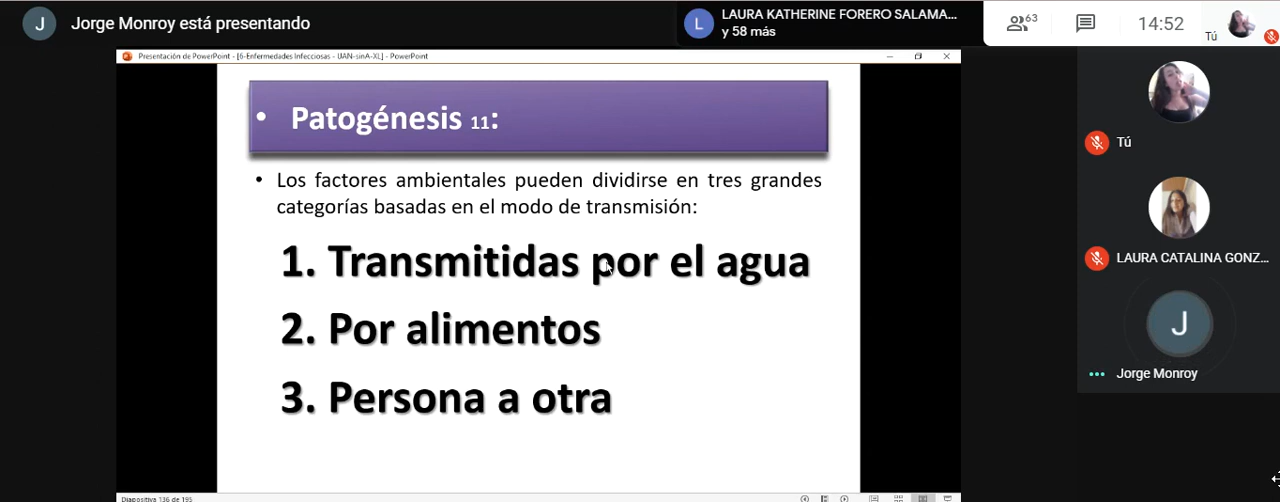 J Jorge Monroy está presentando
L LAURA KATHERINE FORERO SALAMA...
y 58 más
63
14:52
Tú
Presentación de PowerPoint - [6-Enfermedades Infecciosas - UAN-sinA-XL] - PowerPoint
• Patogénesis 11:
• Los factores ambientales pueden dividirse en tres grandes
categorías basadas en el modo de transmisión:
1. Transmitidas por el agua
2. Por alimentos
3. Persona a otra
Diapositiva 136 de 195
Tú
LAURA CATALINA GONZ...
J
Jorge Monroy